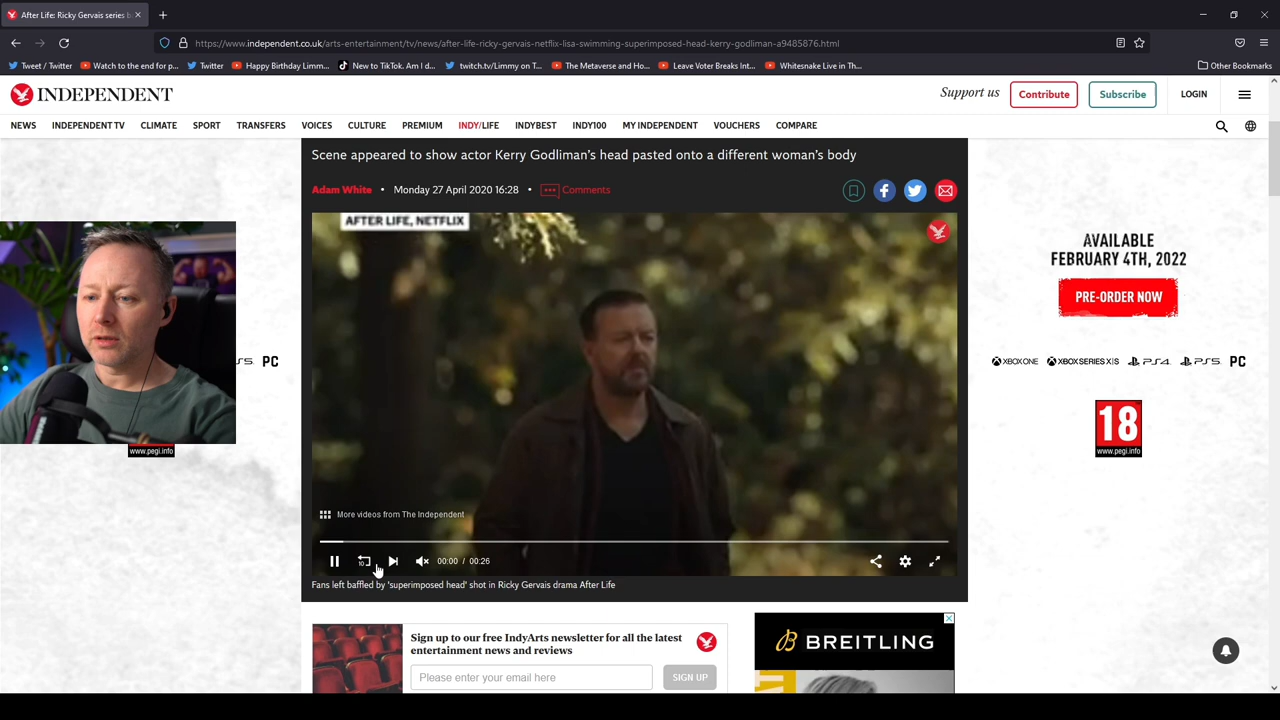 After Life: Ricky Gervais series b
https://www.independent.co.uk/arts-entertainment/tv/news/after-life-ricky-gervais-netflix-lisa-swimming-superimposed-head-kerry-godliman-a9485876.html
Tweet / Twitter
Watch to the end for p...
Twitter
Happy Birthday Limm...
New to TikTok. Am I d...
twitch.tv/Limmy on T...
The Metaverse and Ho...
Leave Voter Breaks Int...
Whitesnake Live in Th...
Other Bookmarks
INDEPENDENT
Support us
Contribute
Subscribe
LOGIN
NEWS
INDEPENDENT TV
CLIMATE
SPORT
TRANSFERS
VOICES
CULTURE
PREMIUM
INDY/LIFE
INDYBEST
INDY100
MY INDEPENDENT
VOUCHERS
COMPARE
Scene appeared to show actor Kerry Godliman's head pasted onto a different woman's body
Adam White • Monday 27 April 2020 16:28 • Comments
AFTER LIFE, NETFLIX
More videos from The Independent
10
00:00 / 00:26
Fans left baffled by 'superimposed head' shot in Ricky Gervais drama After Life
Sign up to our free IndyArts newsletter for all the latest
entertainment news and reviews
Please enter your email here
SIGN UP
B BREITLING
PC
www.pegi.info
AVAILABLE
FEBRUARY 4TH, 2022
PRE-ORDER NOW
XBOX ONE
XBOX SERIES X|S
PS4
PS5
PC
18
www.pegi.info